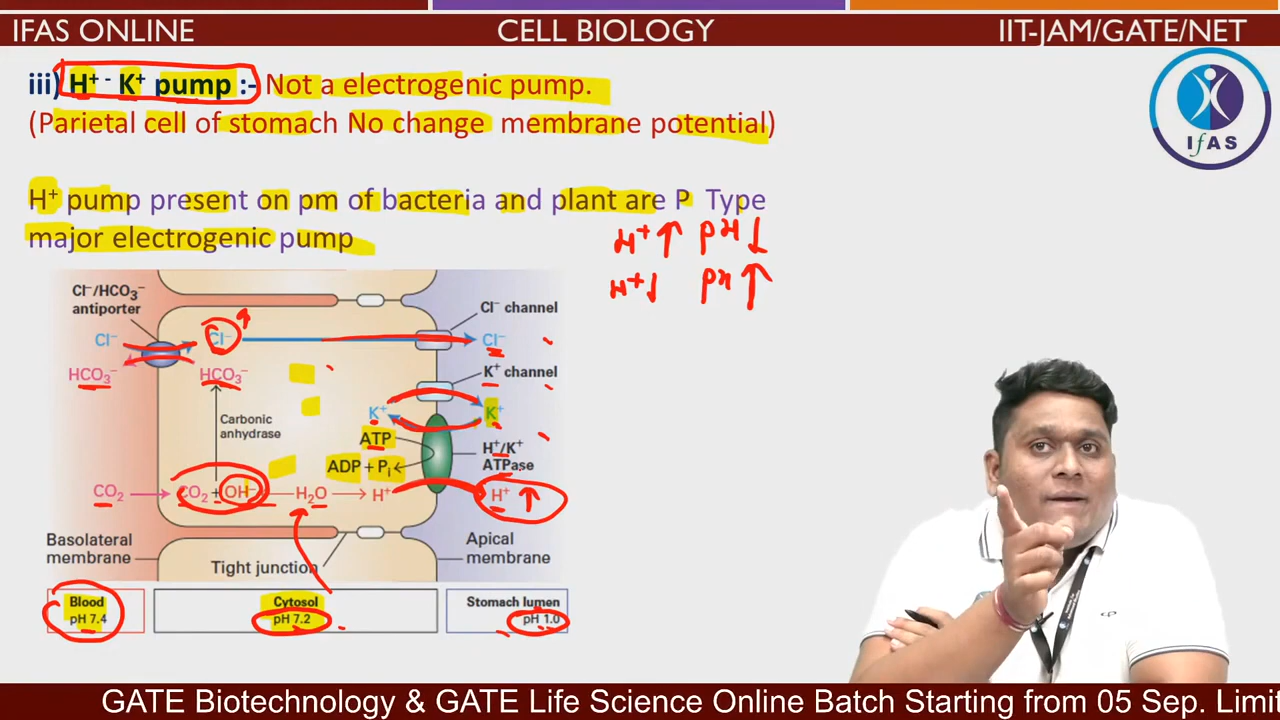 IFAS ONLINE
CELL BIOLOGY
IIT-JAM/GATE/NET
iii) H+ - K+ pump :- Not a electrogenic pump.
(Parietal cell of stomach No change membrane potential)
IfAS
H+ pump present on pm of bacteria and plant are P Type
major electrogenic pump
H+↑ pH↓
H+↓ pH↑
Cl−/HCO3−
antiporter
Cl− channel
Cl− Cl− Cl−
HCO3− HCO3−
K+ channel
K+ K+
Carbonic
anhydrase
ATP
H+/K+
ATPase
ADP + Pi
CO2 CO2 + OH− H2O H+ H+ ↑
Basolateral
membrane
Tight junction
Apical
membrane
Blood
pH 7.4
Cytosol
pH 7.2
Stomach lumen
pH 1.0
GATE Biotechnology & GATE Life Science Online Batch Starting from 05 Sep. Limit